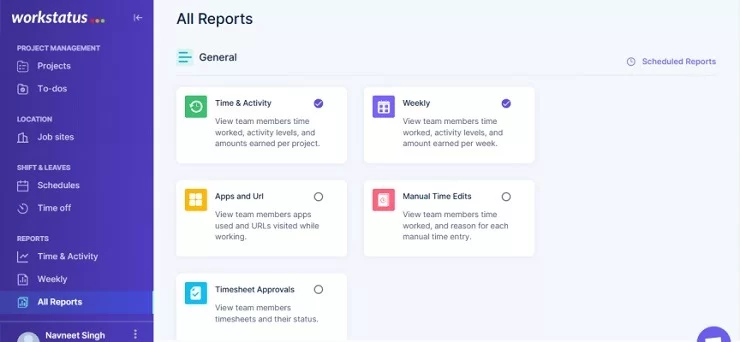 workstatus
PROJECT MANAGEMENT
Projects
To-dos
LOCATION
Job sites
SHIFT & LEAVES
Schedules
Time off
REPORTS
Time & Activity
Weekly
All Reports
Navneet Singh
All Reports
General
Scheduled Reports
Time & Activity
View team members time
worked, activity levels, and
amounts earned per project.
Weekly
View team members time
worked, activity levels, and
amount earned per week.
Apps and Url
View team members apps
used and URLs visited while
working.
Manual Time Edits
View team members time
worked, and reason for each
manual time entry.
Timesheet Approvals
View team members
timesheets and their status.